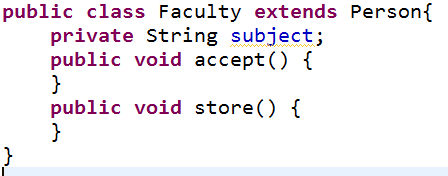 public class Faculty extends Person{
    private String subject;
    public void accept() {
    }
    public void store() {
    }
}